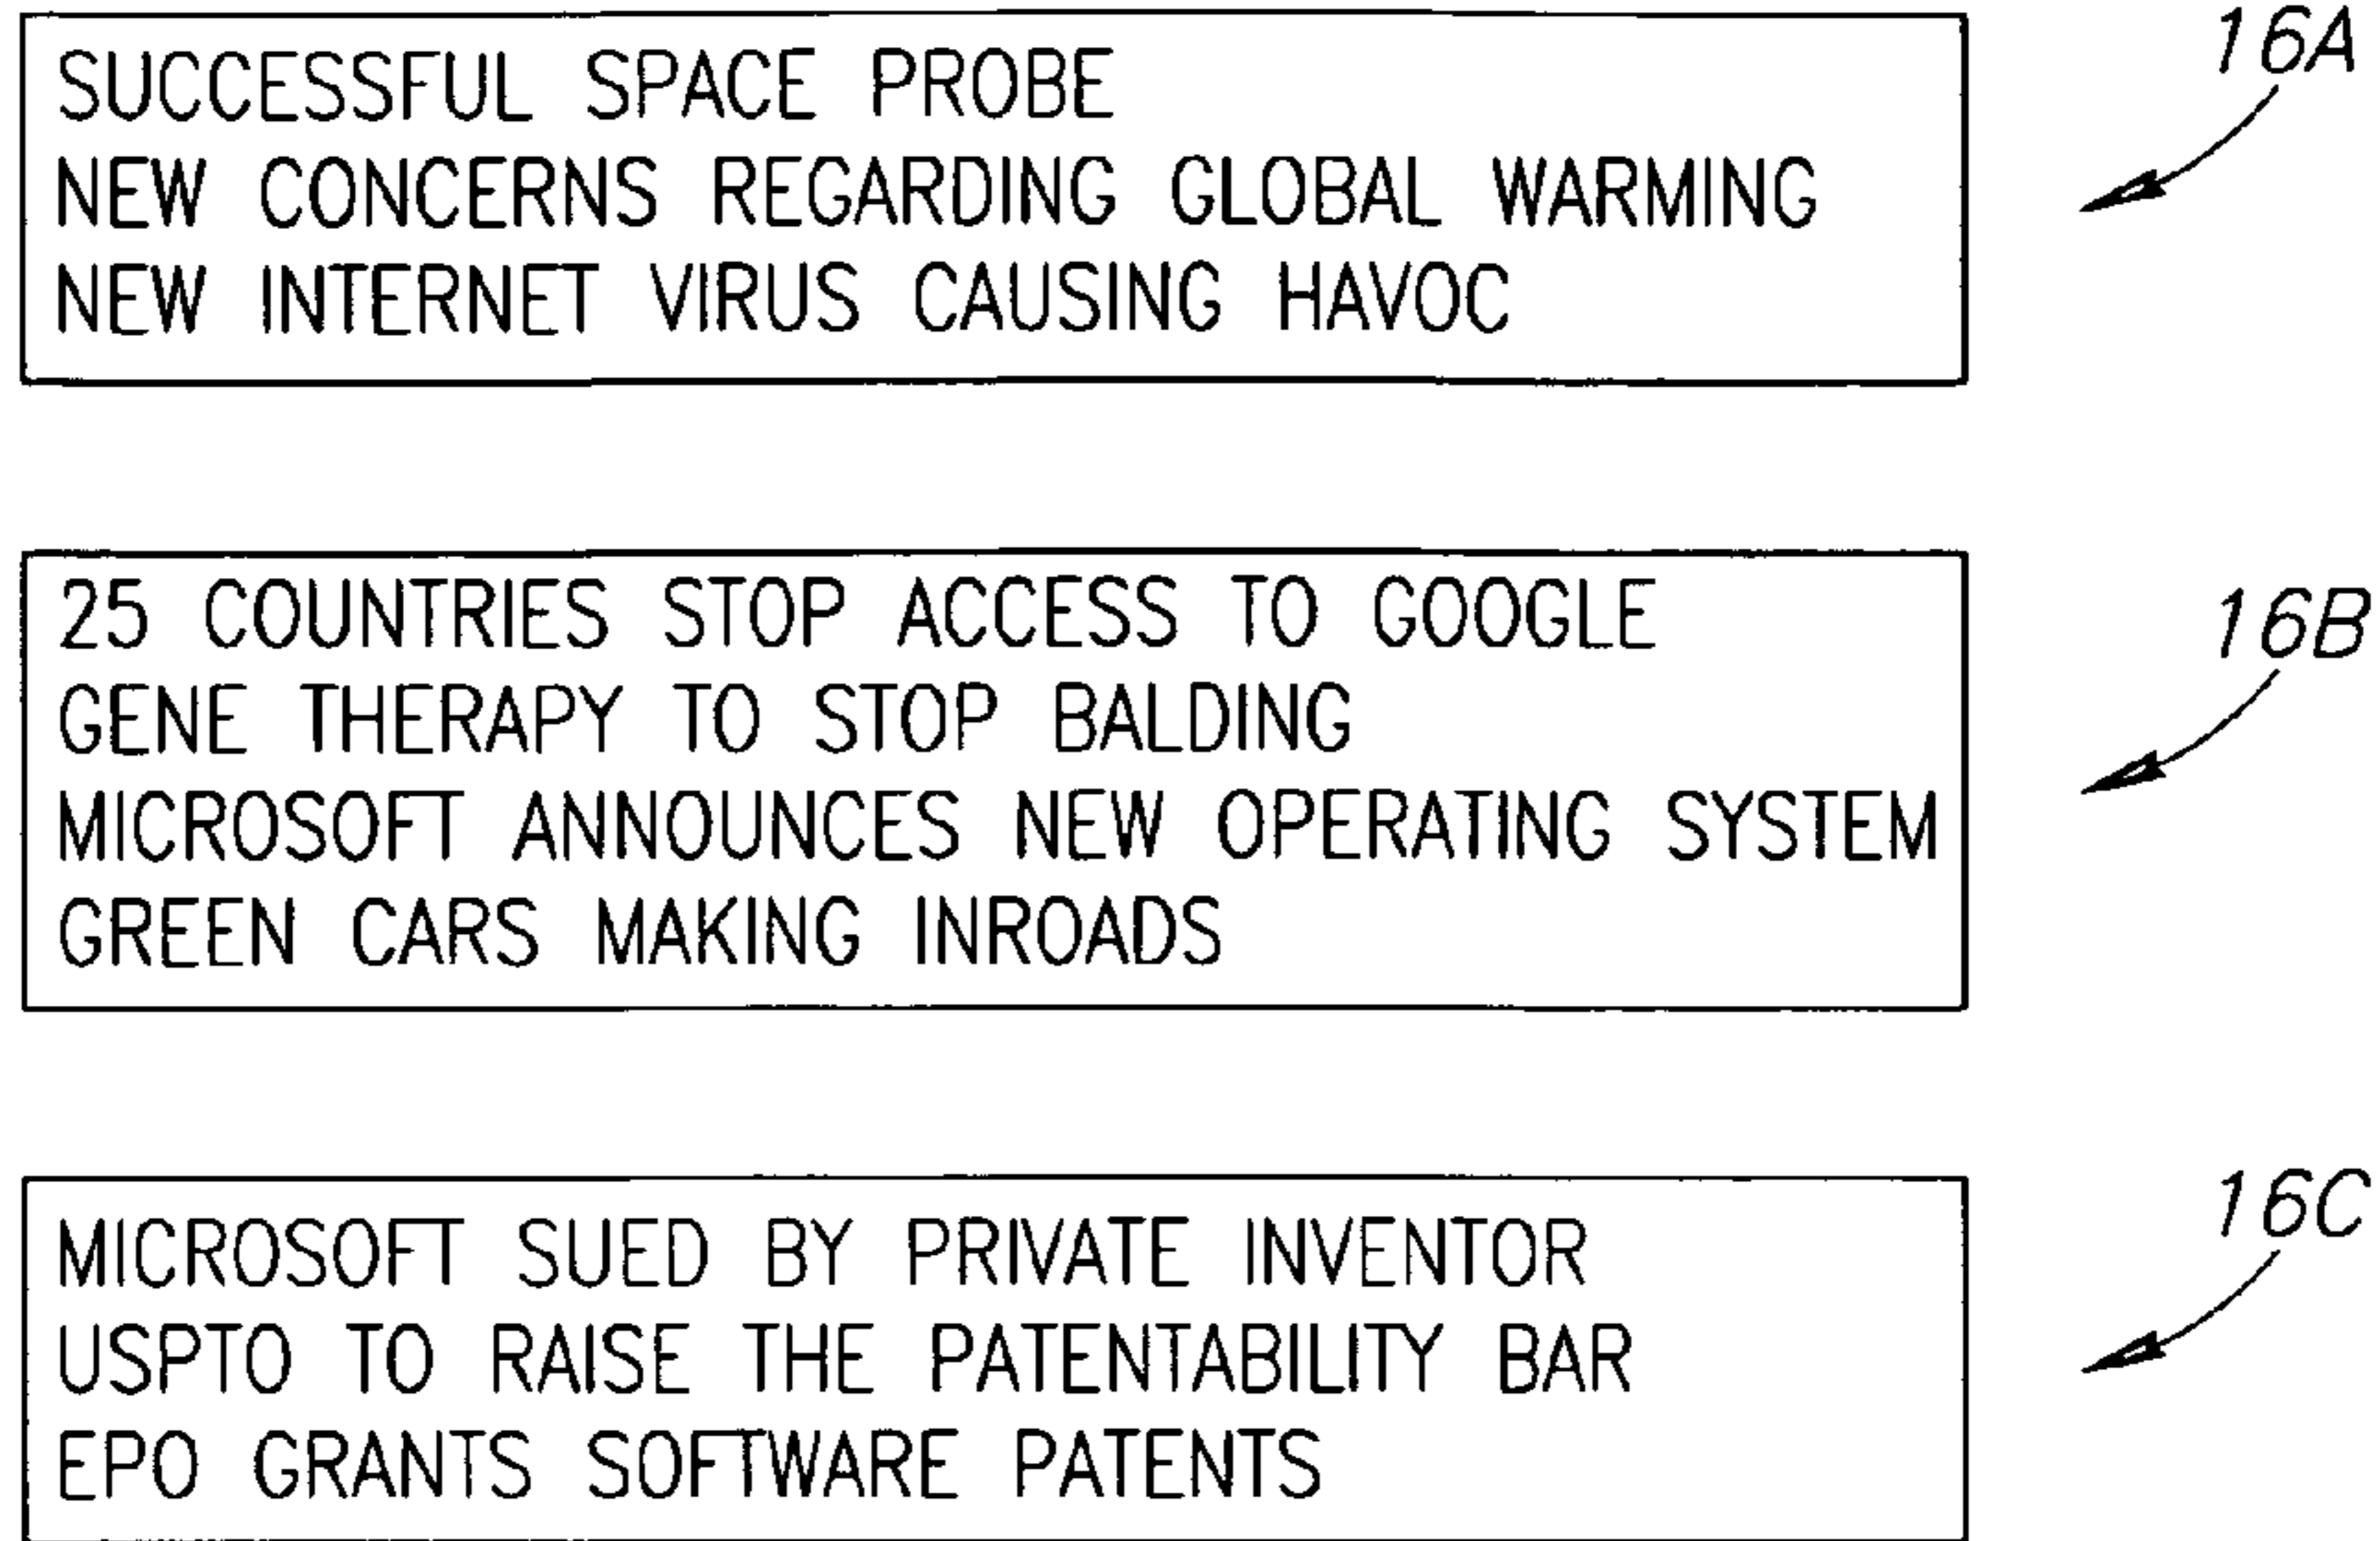 16A
SUCCESSFUL SPACE PROBE
NEW CONCERNS REGARDING GLOBAL WARMING
NEW INTERNET VIRUS CAUSING HAVOC
16B
25 COUNTRIES STOP ACCESS TO GOOGLE
GENE THERAPY TO STOP BALDING
MICROSOFT ANNOUNCES NEW OPERATING SYSTEM
GREEN CARS MAKING INROADS
16C
MICROSOFT SUED BY PRIVATE INVENTOR
USPTO TO RAISE THE PATENTABILITY BAR
EPO GRANTS SOFTWARE PATENTS